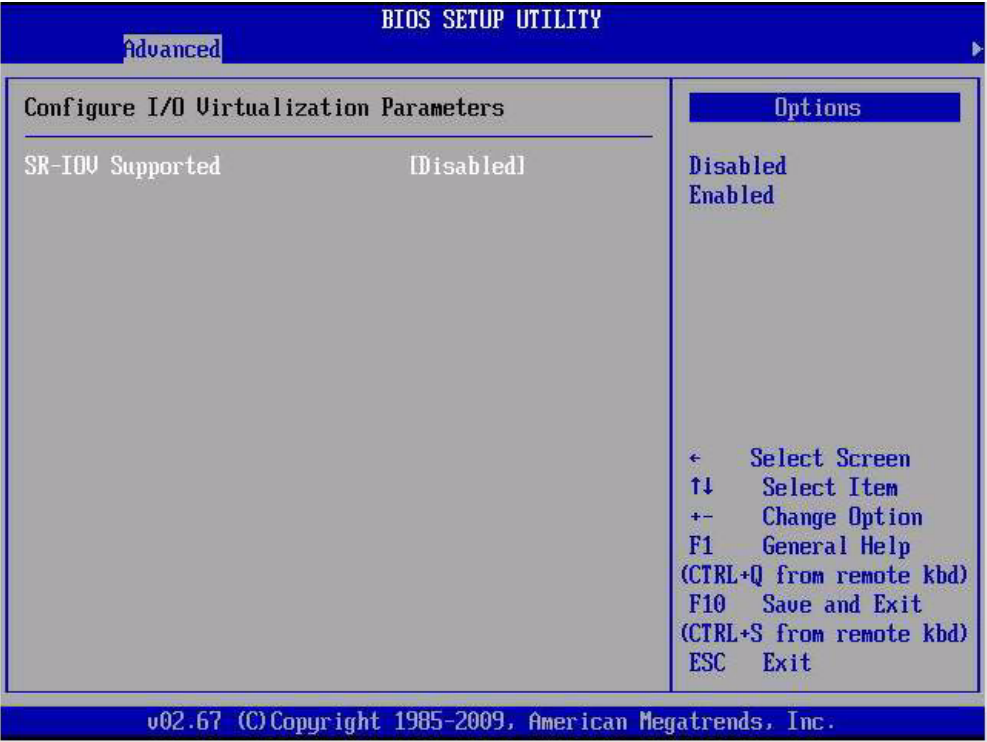 BIOS SETUP UTILITY
Advanced
Configure I/O Virtualization Parameters
SR-IOV Supported [Disabled]
Options
Disabled
Enabled
← Select Screen
↑↓ Select Item
+- Change Option
F1 General Help
(CTRL+Q from remote kbd)
F10 Save and Exit
(CTRL+S from remote kbd)
ESC Exit
v02.67 (C)Copyright 1985-2009, American Megatrends, Inc.